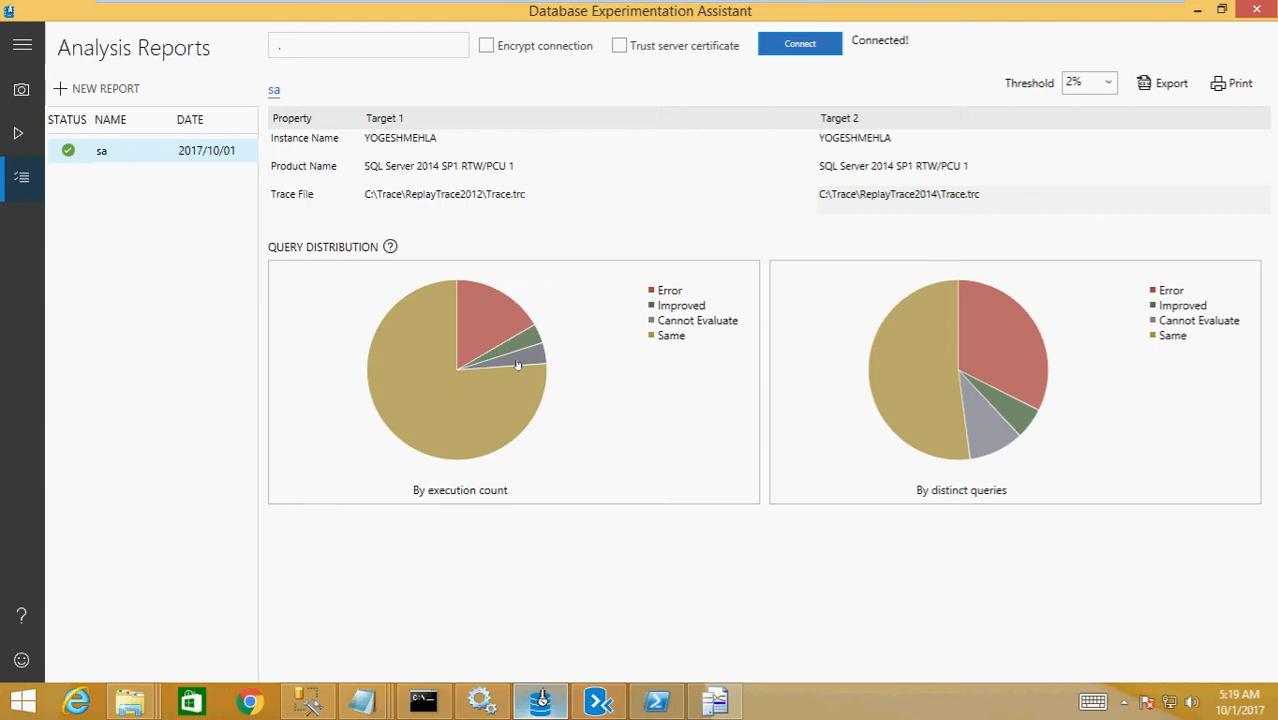 Database Experimentation Assistant
Analysis Reports
.
Encrypt connection
Trust server certificate
Connect
Connected!
NEW REPORT
STATUS NAME DATE
sa 2017/10/01
sa
Threshold 2% Export Print
Property Target 1 Target 2
Instance Name YOGESHMEHLA YOGESHMEHLA
Product Name SQL Server 2014 SP1 RTW/PCU 1 SQL Server 2014 SP1 RTW/PCU 1
Trace File C:\Trace\ReplayTrace2012\Trace.trc C:\Trace\ReplayTrace2014\Trace.trc
QUERY DISTRIBUTION ?
Error
Improved
Cannot Evaluate
Same
By execution count
Error
Improved
Cannot Evaluate
Same
By distinct queries
?
C:\
5:19 AM
10/1/2017